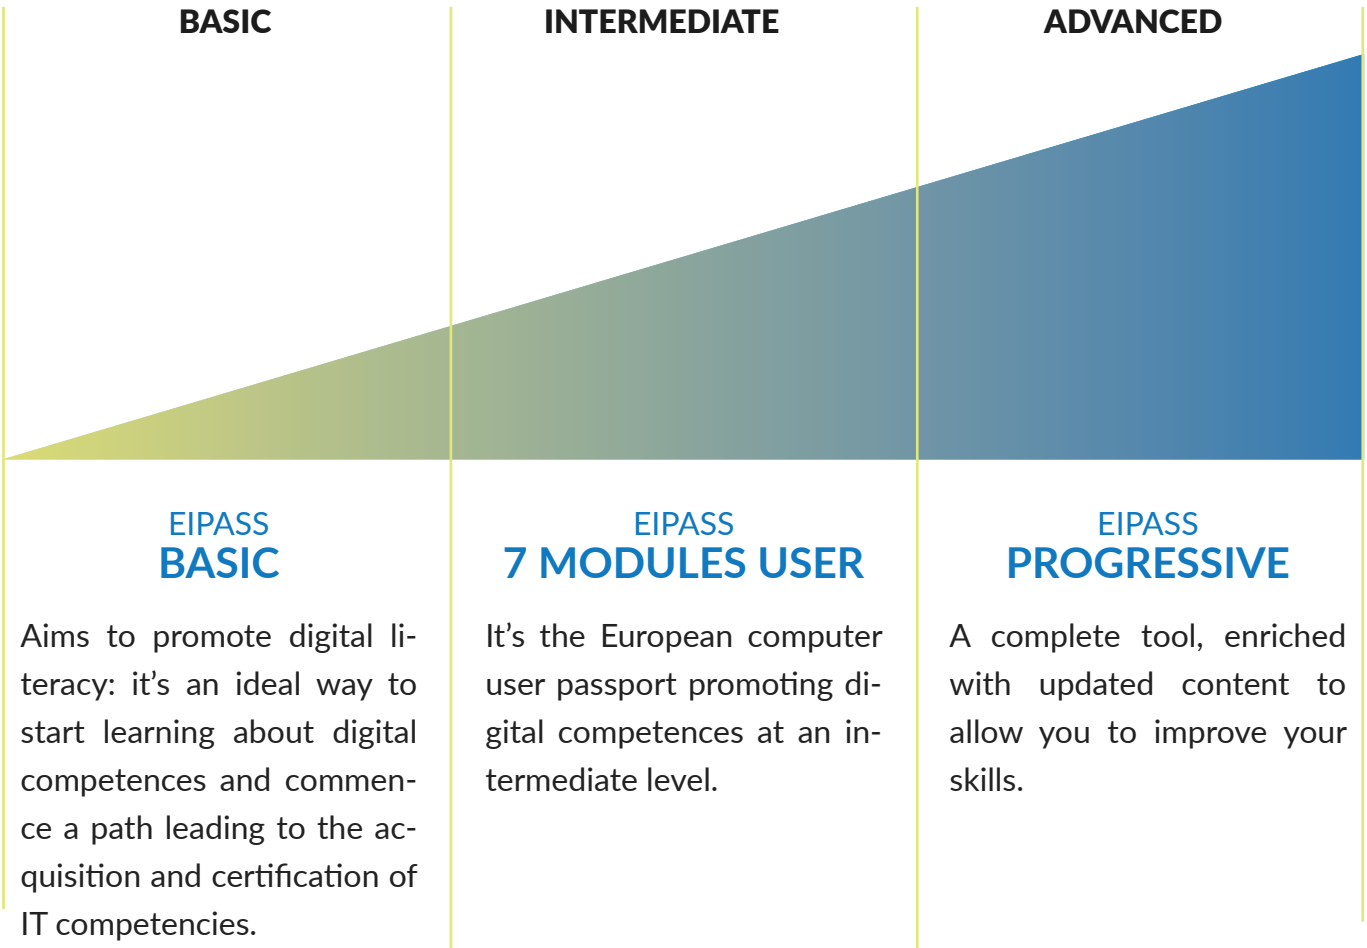 BASIC
INTERMEDIATE
ADVANCED
EIPASS
BASIC
Aims to promote digital li-
teracy: it’s an ideal way to
start learning about digital
competences and commen-
ce a path leading to the ac-
quisition and certification of
IT competencies.
EIPASS
7 MODULES USER
It’s the European computer
user passport promoting di-
gital competences at an in-
termediate level.
EIPASS
PROGRESSIVE
A complete tool, enriched
with updated content to
allow you to improve your
skills.